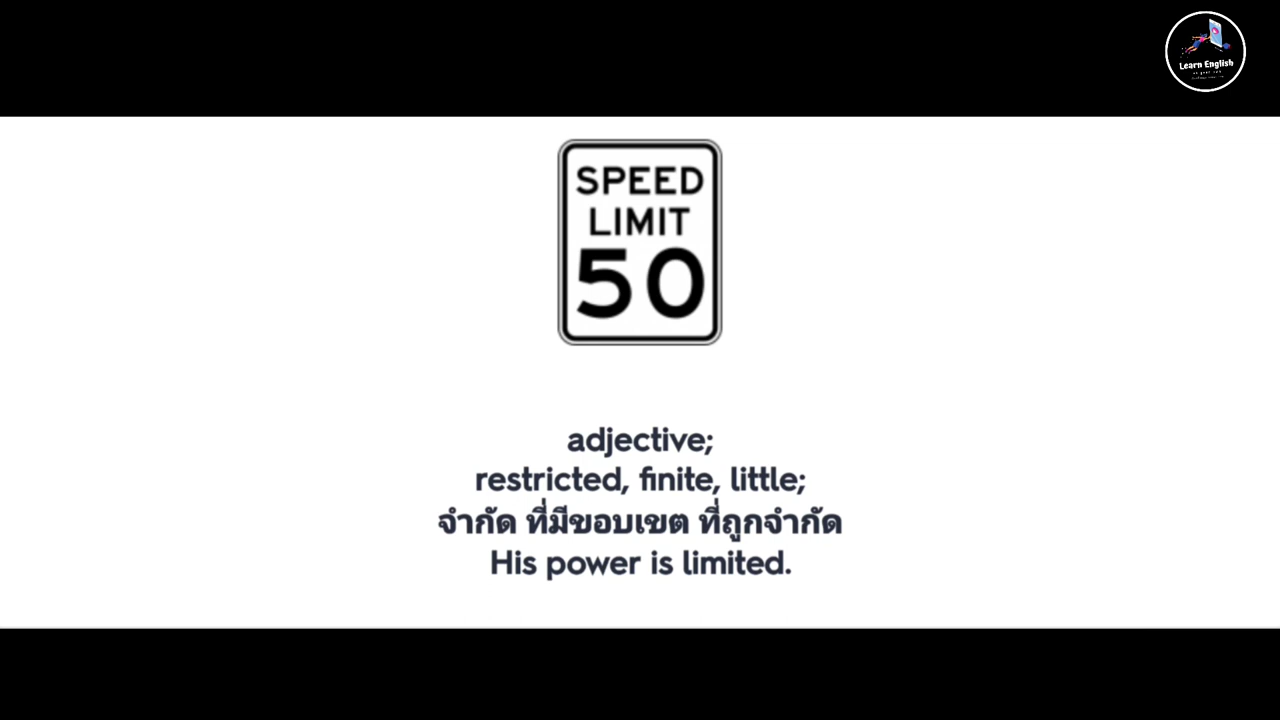 Learn English
SPEED
LIMIT
50
adjective;
restricted, finite, little;
จำกัด ที่มีขอบเขต ที่ถูกจำกัด
His power is limited.